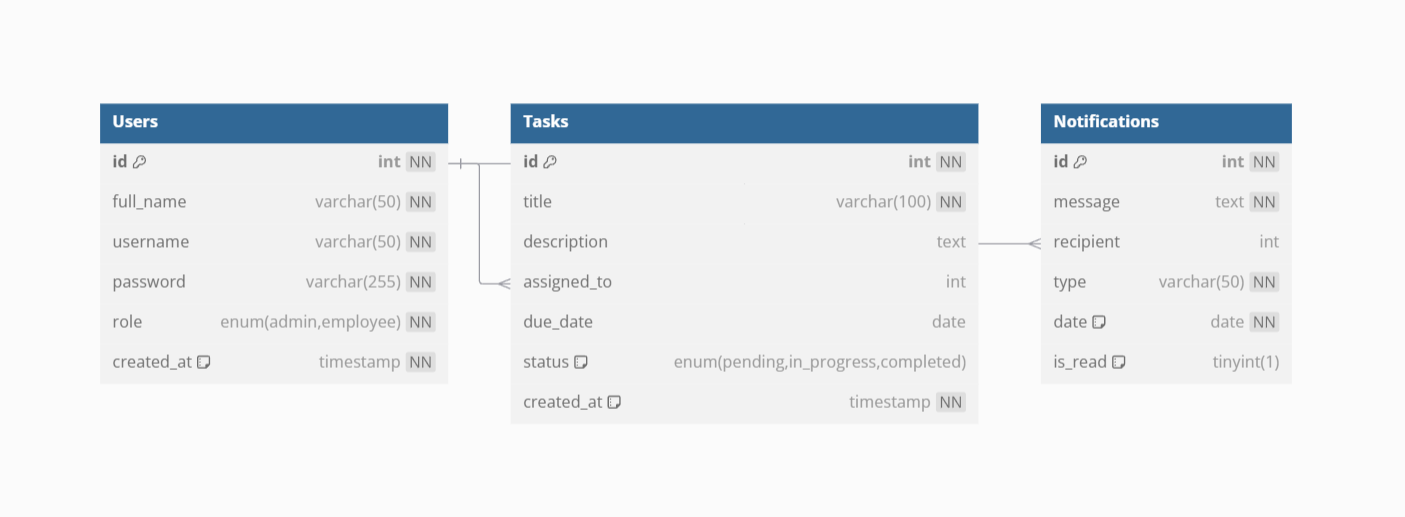 Users
id int NN
full_name varchar(50) NN
username varchar(50) NN
password varchar(255) NN
role enum(admin,employee) NN
created_at timestamp NN
Tasks
id int NN
title varchar(100) NN
description text
assigned_to int
due_date date
status enum(pending,in_progress,completed)
created_at timestamp NN
Notifications
id int NN
message text NN
recipient int
type varchar(50) NN
date date NN
is_read tinyint(1)